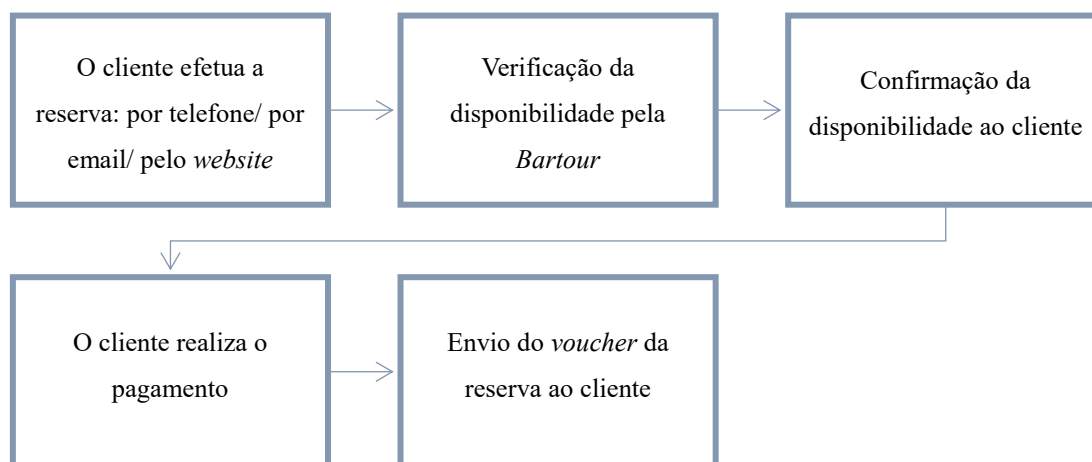 O cliente efetua a
reserva: por telefone/ por
email/ pelo website
Verificação da
disponibilidade pela
Bartour
Confirmação da
disponibilidade ao cliente
O cliente realiza o
pagamento
Envio do voucher da
reserva ao cliente